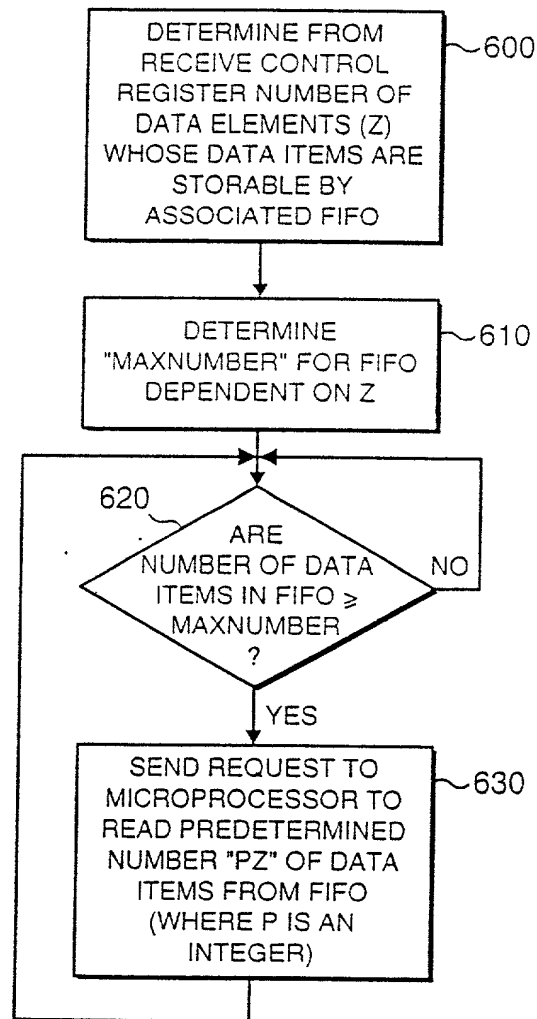 DETERMINE FROM
RECEIVE CONTROL
REGISTER NUMBER OF
DATA ELEMENTS (Z)
WHOSE DATA ITEMS ARE
STORABLE BY
ASSOCIATED FIFO
600
DETERMINE
"MAXNUMBER" FOR FIFO
DEPENDENT ON Z
610
620
ARE
NUMBER OF DATA
ITEMS IN FIFO ≥
MAXNUMBER
?
NO
YES
SEND REQUEST TO
MICROPROCESSOR TO
READ PREDETERMINED
NUMBER "PZ" OF DATA
ITEMS FROM FIFO
(WHERE P IS AN
INTEGER)
630